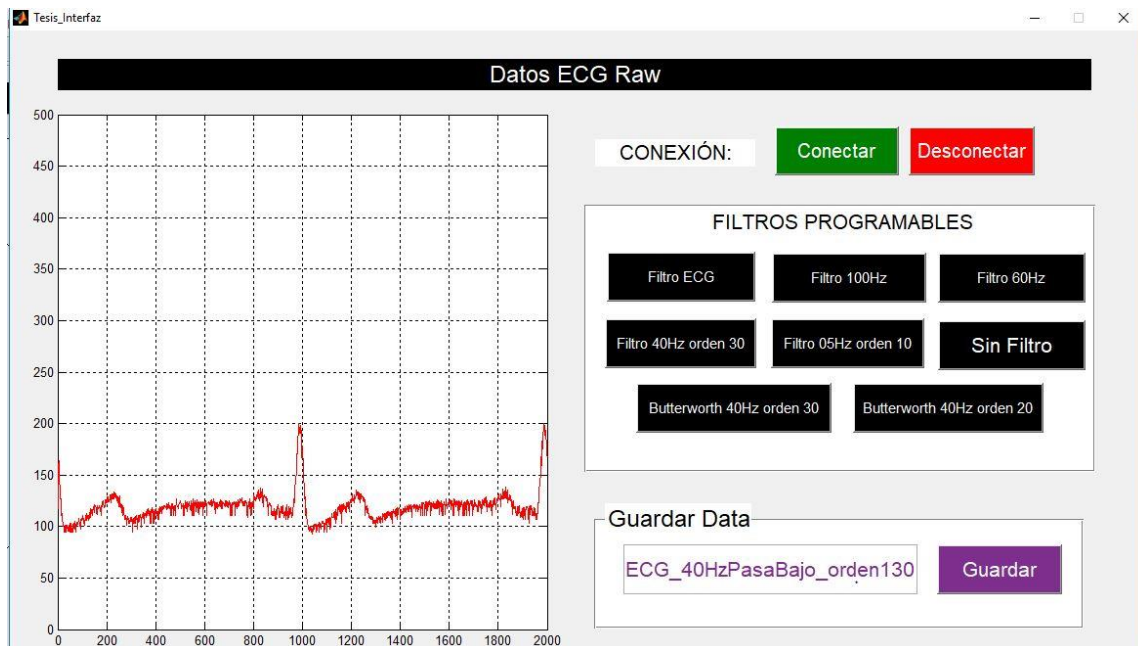 Tesis_Interfaz
Datos ECG Raw
500
450
400
350
300
250
200
150
100
50
0
0 200 400 600 800 1000 1200 1400 1600 1800 2000
CONEXIÓN: Conectar Desconectar
FILTROS PROGRAMABLES
Filtro ECG Filtro 100Hz Filtro 60Hz
Filtro 40Hz orden 30 Filtro 05Hz orden 10 Sin Filtro
Butterworth 40Hz orden 30 Butterworth 40Hz orden 20
Guardar Data
ECG_40HzPasaBajo_orden130 Guardar